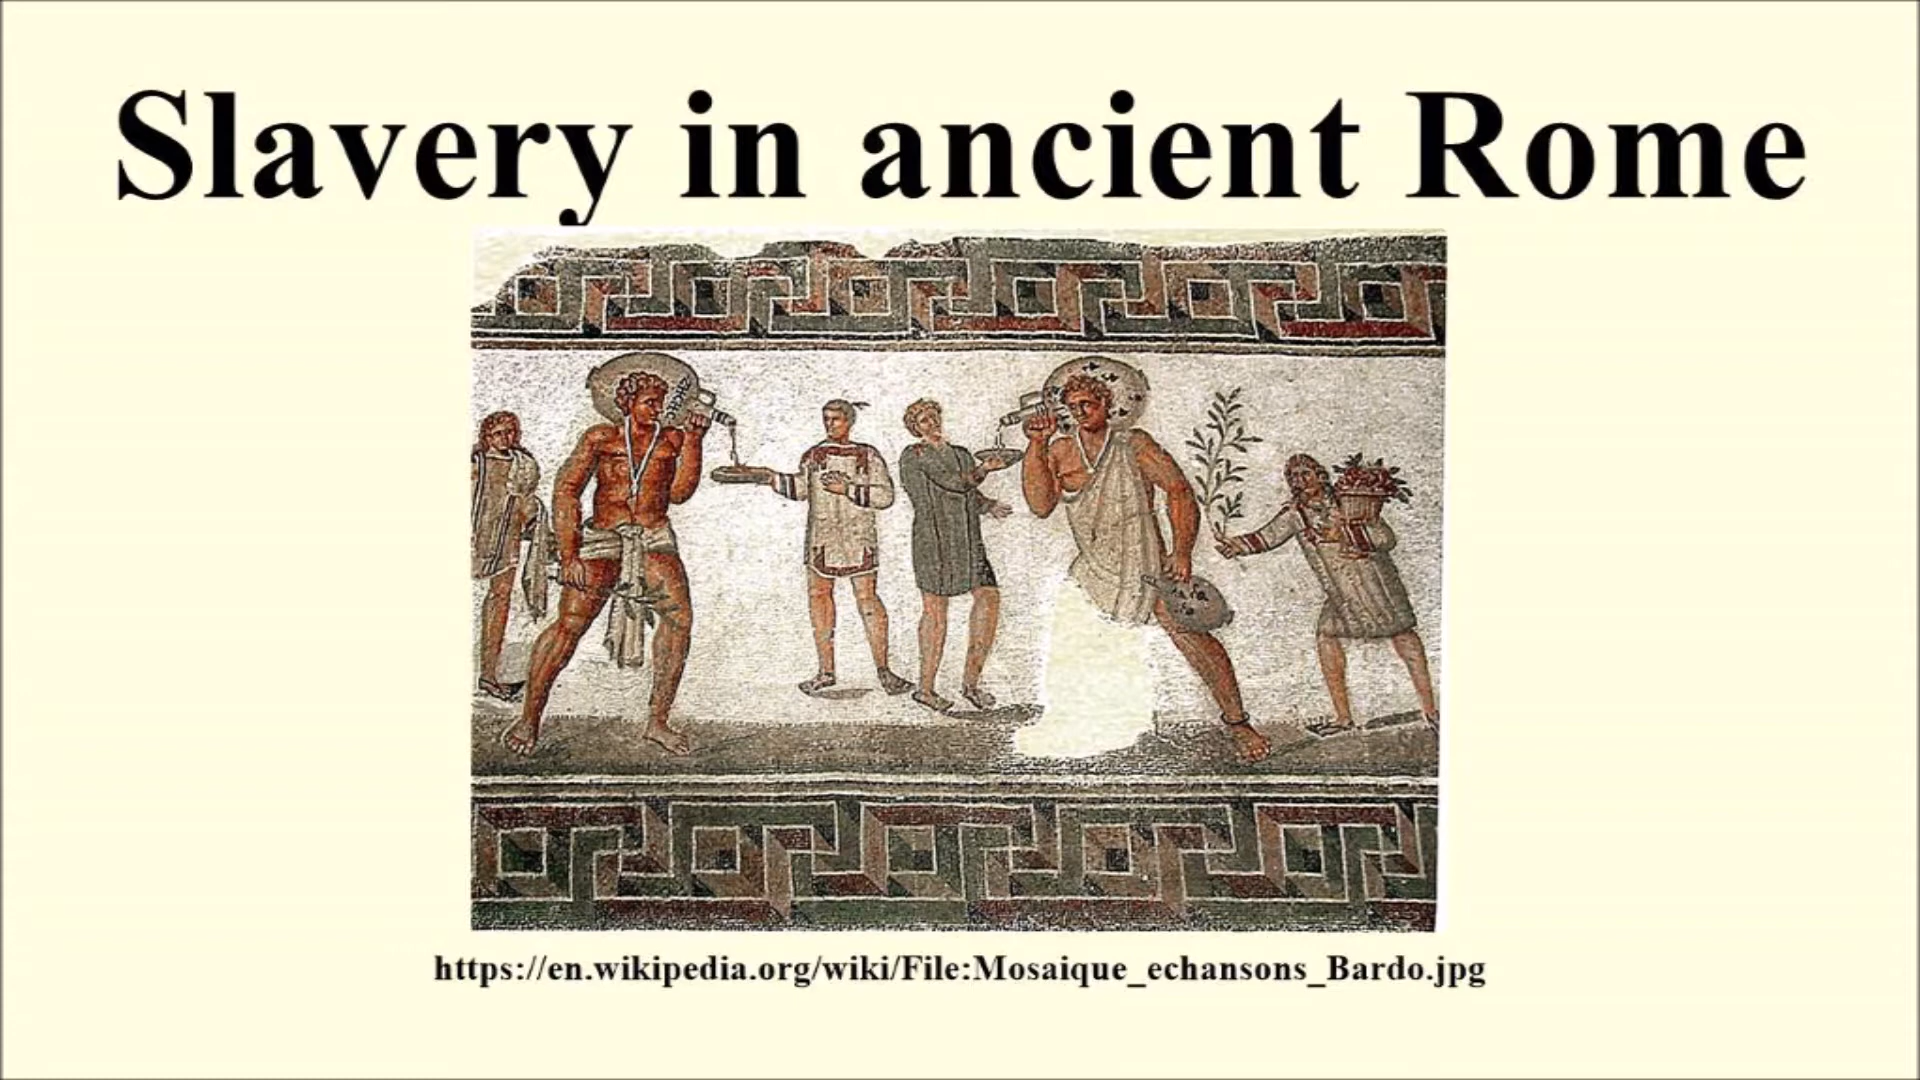 Slavery in ancient Rome
https://en.wikipedia.org/wiki/File:Mosaique_echansons_Bardo.jpg